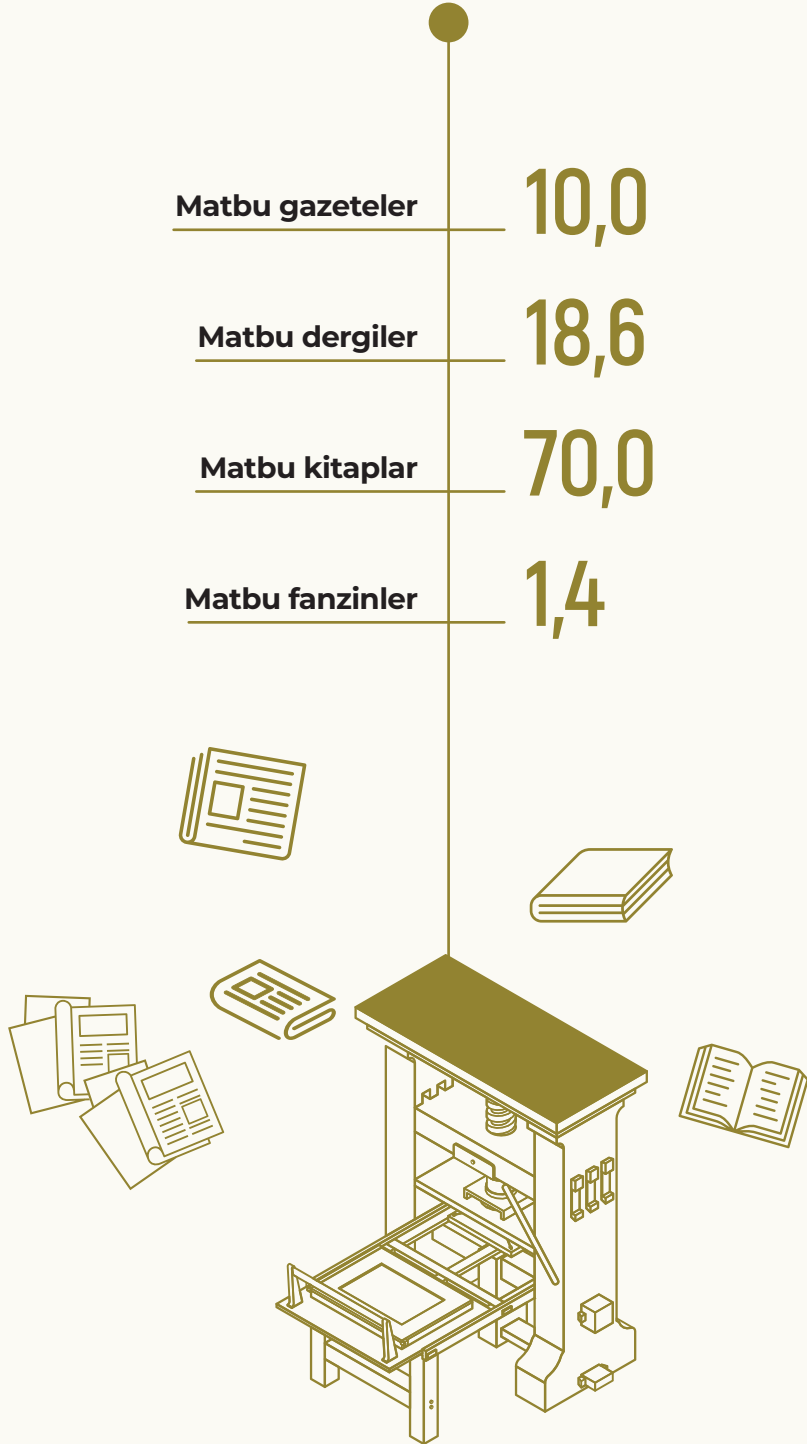 Matbu gazeteler 10,0
Matbu dergiler 18,6
Matbu kitaplar 70,0
Matbu fanzinler 1,4